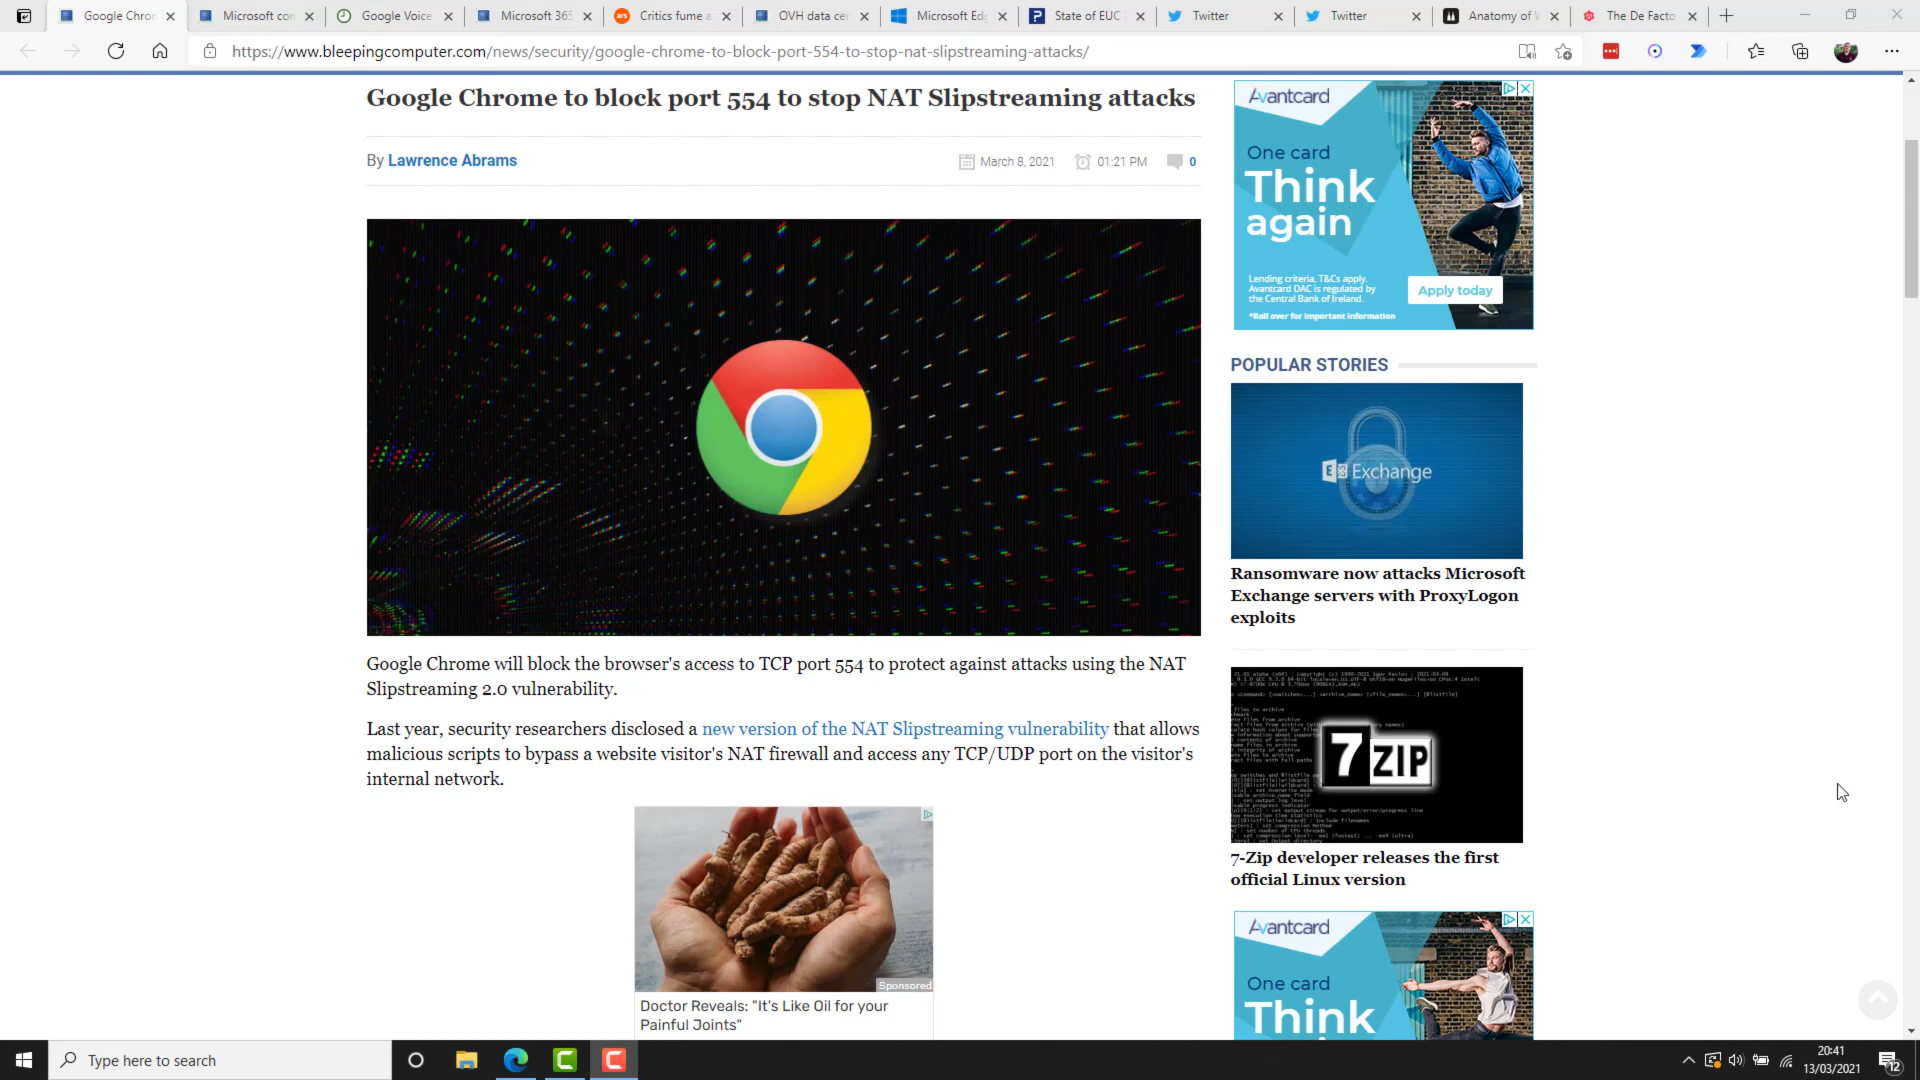 Google Chron
Microsoft con
Google Voice
Microsoft 365
ars
Critics fume a
OVH data cen
Microsoft Edg
State of EUC 2
Twitter
Twitter
Anatomy of W
The De Facto
https://www.bleepingcomputer.com/news/security/google-chrome-to-block-port-554-to-stop-nat-slipstreaming-attacks/
Google Chrome to block port 554 to stop NAT Slipstreaming attacks
By Lawrence Abrams
March 8, 2021
01:21 PM
0
Google Chrome will block the browser's access to TCP port 554 to protect against attacks using the NAT
Slipstreaming 2.0 vulnerability.
Last year, security researchers disclosed a new version of the NAT Slipstreaming vulnerability that allows
malicious scripts to bypass a website visitor's NAT firewall and access any TCP/UDP port on the visitor's
internal network.
Sponsored
Doctor Reveals: "It's Like Oil for your
Painful Joints"
Avantcard
One card
Think
again
Lending criteria, T&Cs apply.
Avantcard DAC is regulated by
the Central Bank of Ireland.
*Roll over for important information
Apply today
POPULAR STORIES
Exchange
Ransomware now attacks Microsoft
Exchange servers with ProxyLogon
exploits
7 ZIP
7-Zip developer releases the first
official Linux version
Avantcard
One card
Think
Type here to search
20:41
13/03/2021
12